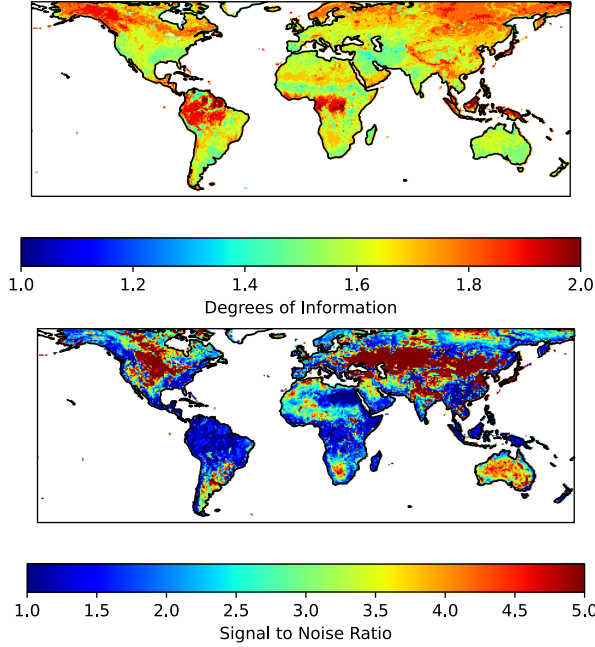 1.0 1.2 1.4 1.6 1.8 2.0
Degrees of Information
1.0 1.5 2.0 2.5 3.0 3.5 4.0 4.5 5.0
Signal to Noise Ratio